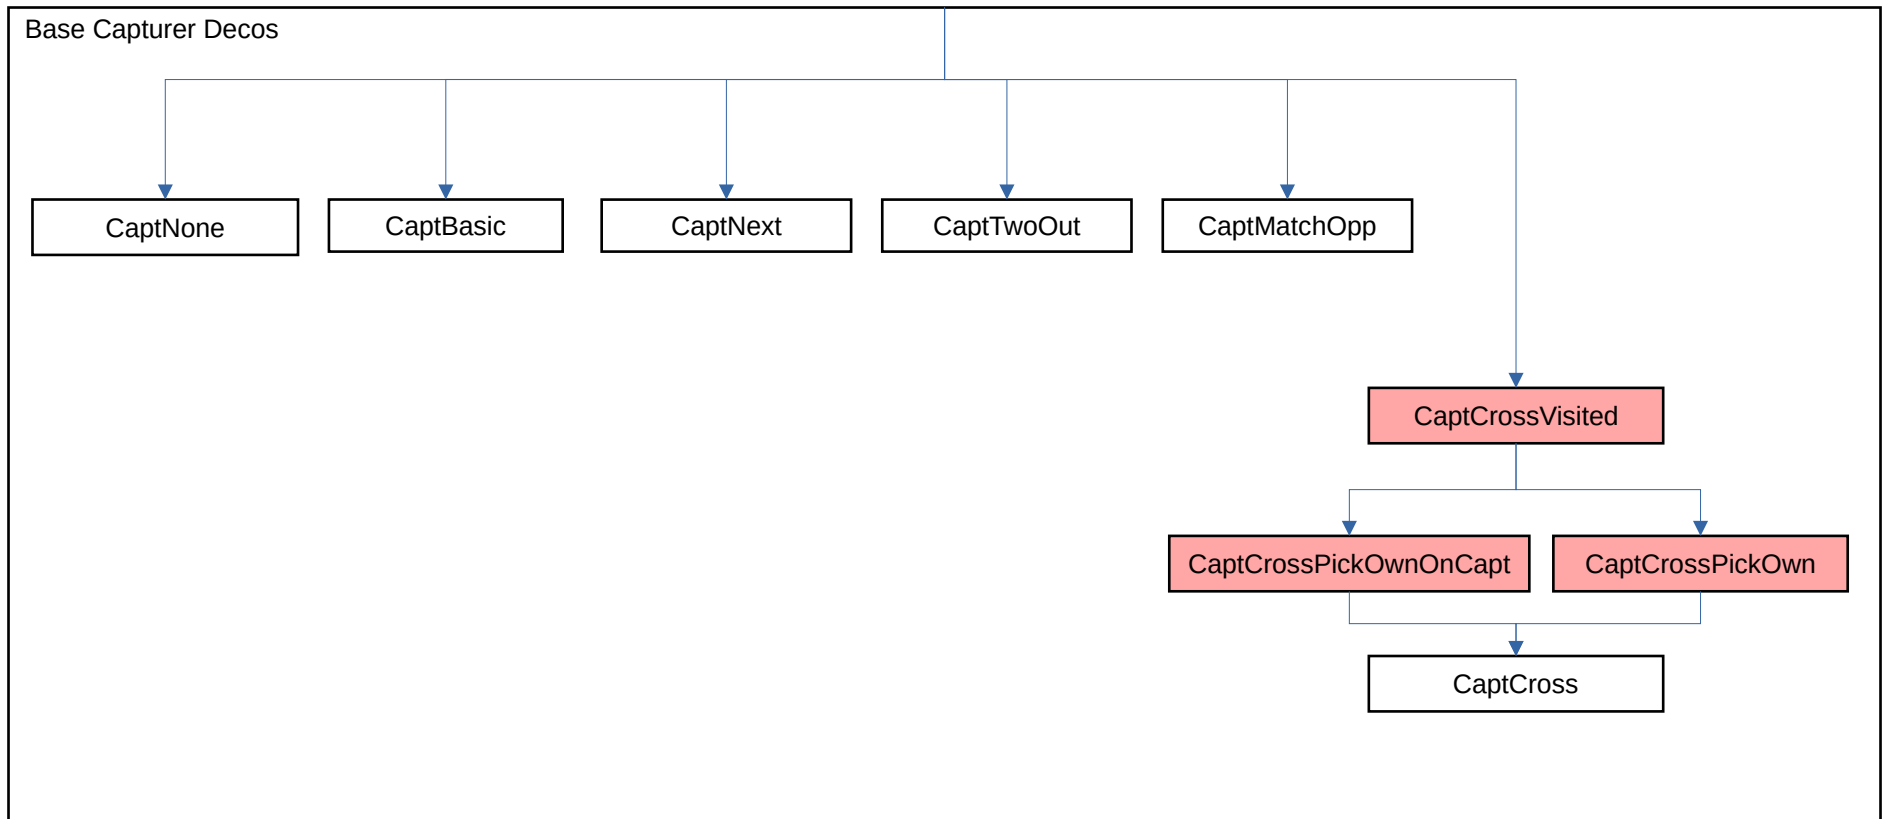 Base Capturer Decos
CaptNone
CaptBasic
CaptNext
CaptTwoOut
CaptMatchOpp
CaptCrossVisited
CaptCrossPickOwnOnCapt
CaptCrossPickOwn
CaptCross